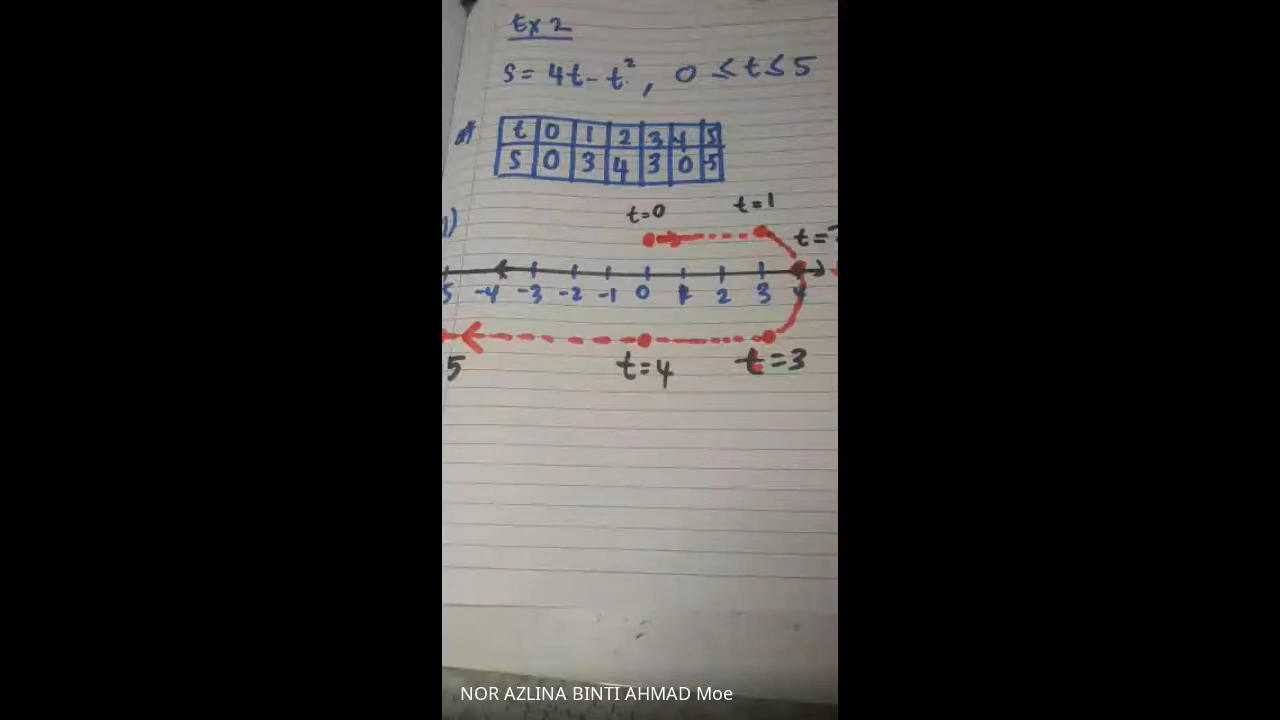 Ex 2
s = 4t - t², 0 ≤ t ≤ 5
t 0 1 2 3 4 5
s 0 3 4 3 0 -5
t=0 t=1
t=
5 -4 -3 -2 -1 0 1 2 3 4
5 t=4 t=3
NOR AZLINA BINTI AHMAD Moe